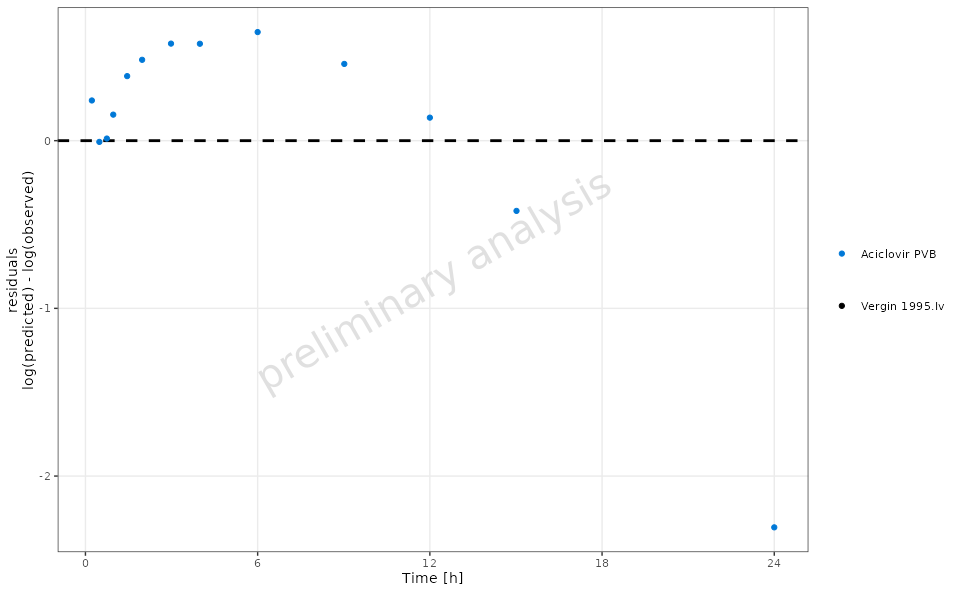 residuals
log(predicted) - log(observed)
0
-1
-2
preliminary analysis
0
6
12
18
24
Time [h]
Aciclovir PVB
Vergin 1995.Iv